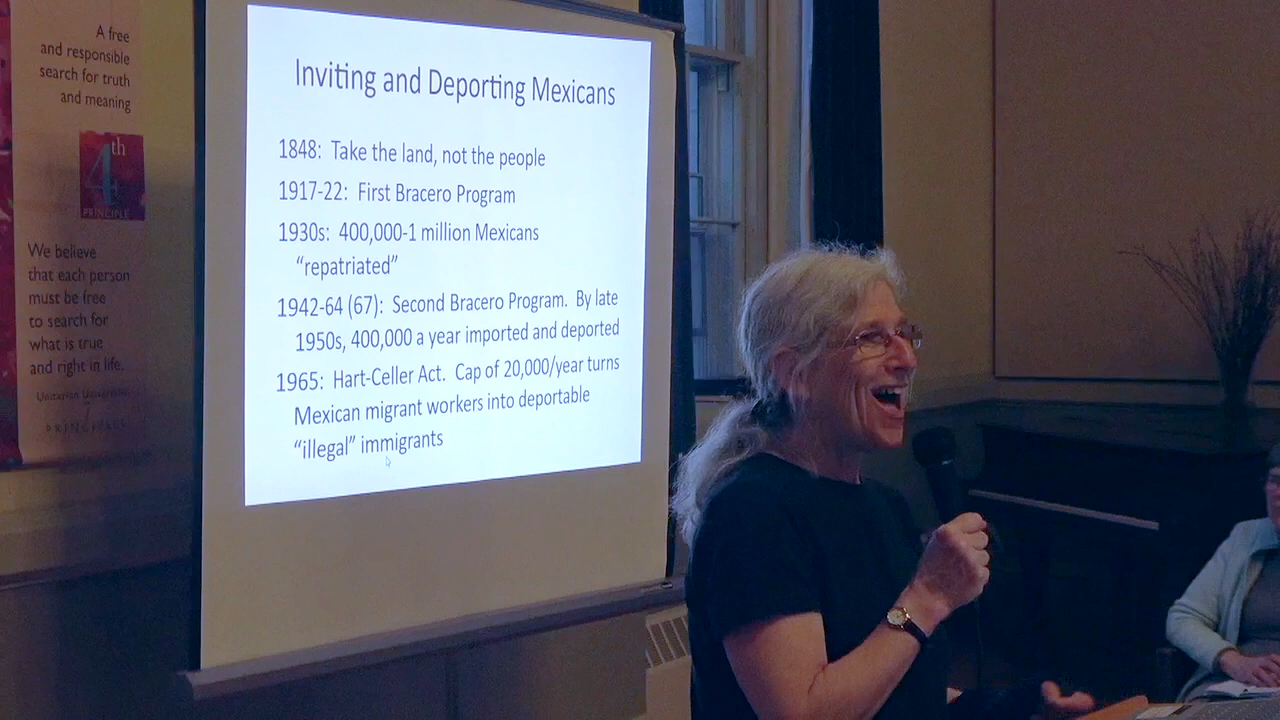 A free
and responsible
search for truth
and meaning
4th
PRINCIPLE
We believe
that each person
must be free
to search for
what is true
and right in life.
Unitarian
7
PRINCIPLES
Inviting and Deporting Mexicans
1848: Take the land, not the people
1917-22: First Bracero Program
1930s: 400,000-1 million Mexicans
“repatriated”
1942-64 (67): Second Bracero Program. By late
1950s, 400,000 a year imported and deported
1965: Hart-Celler Act. Cap of 20,000/year turns
Mexican migrant workers into deportable
“illegal” immigrants